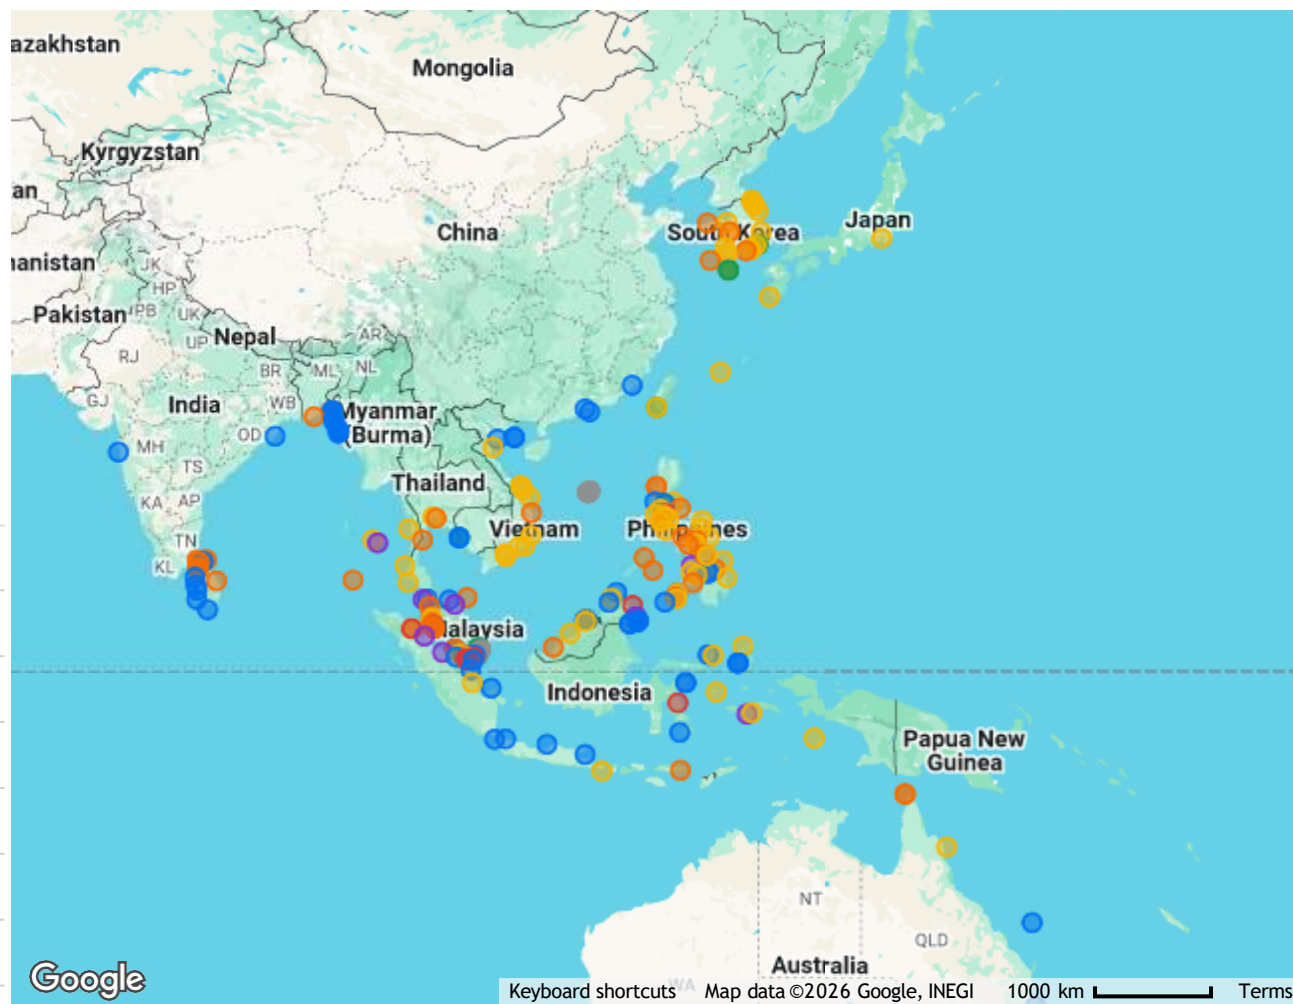 azakhstan
Mongolia
Kyrgyzstan
an
Japan
China
South Korea
hanistan
JK
HP
Pakistan
PB
UK
Nepal
AR
UP
RJ
BR
ML
NL
GJ
India
WB
Myanmar
(Burma)
OD
MH
TS
Thailand
KA
AP
Vietnam
Philippines
TN
KL
Malaysia
Indonesia
Papua New
Guinea
NT
QLD
Australia
WA
Google
Keyboard shortcuts
Map data ©2026 Google, INEGI
1000 km
Terms